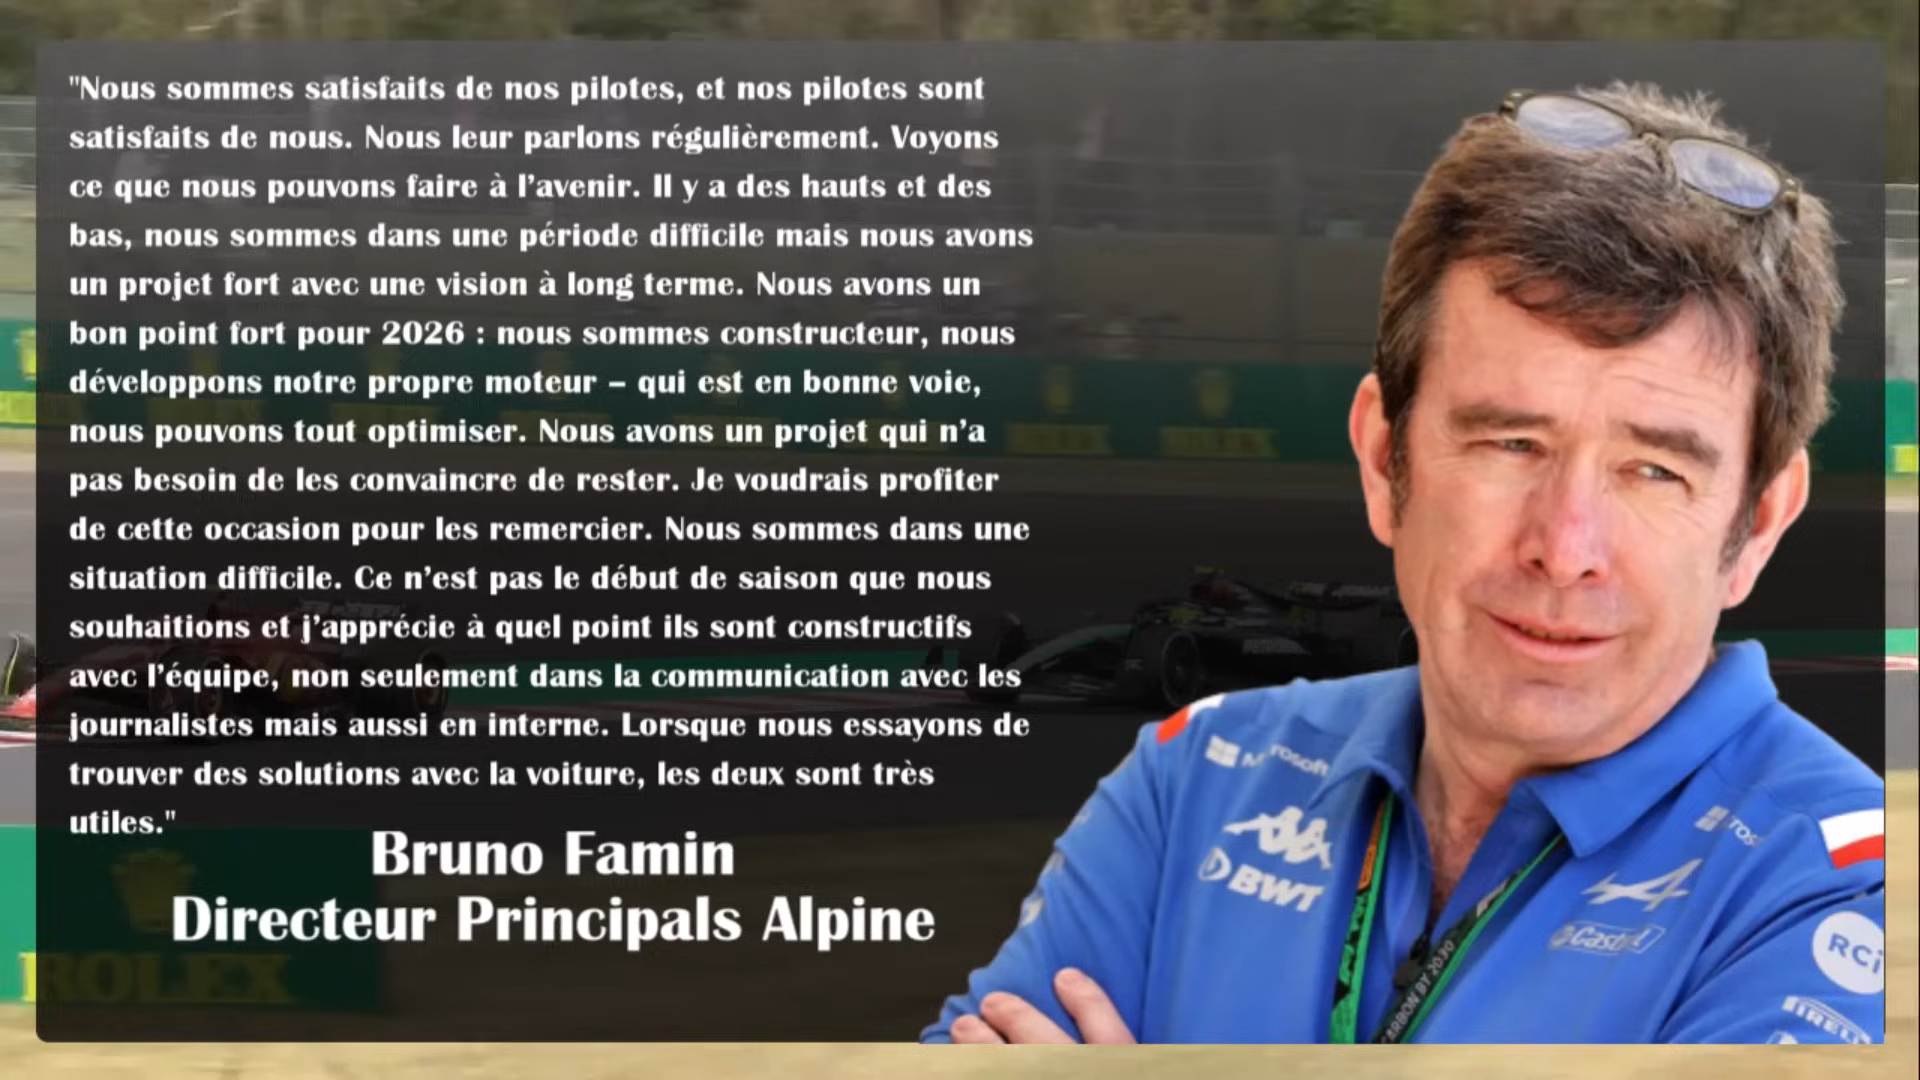 "Nous sommes satisfaits de nos pilotes, et nos pilotes sont
satisfaits de nous. Nous leur parlons régulièrement. Voyons
ce que nous pouvons faire à l’avenir. Il y a des hauts et des
bas, nous sommes dans une période difficile mais nous avons
un projet fort avec une vision à long terme. Nous avons un
bon point fort pour 2026 : nous sommes constructeur, nous
développons notre propre moteur – qui est en bonne voie,
nous pouvons tout optimiser. Nous avons un projet qui n’a
pas besoin de les convaincre de rester. Je voudrais profiter
de cette occasion pour les remercier. Nous sommes dans une
situation difficile. Ce n’est pas le début de saison que nous
souhaitions et j’apprécie à quel point ils sont constructifs
avec l’équipe, non seulement dans la communication avec les
journalistes mais aussi en interne. Lorsque nous essayons de
trouver des solutions avec la voiture, les deux sont très
utiles."
Bruno Famin
Directeur Principals Alpine
ROLEX
BWT
Castrol
RCi
PIRELLI
CARBON BY 2030